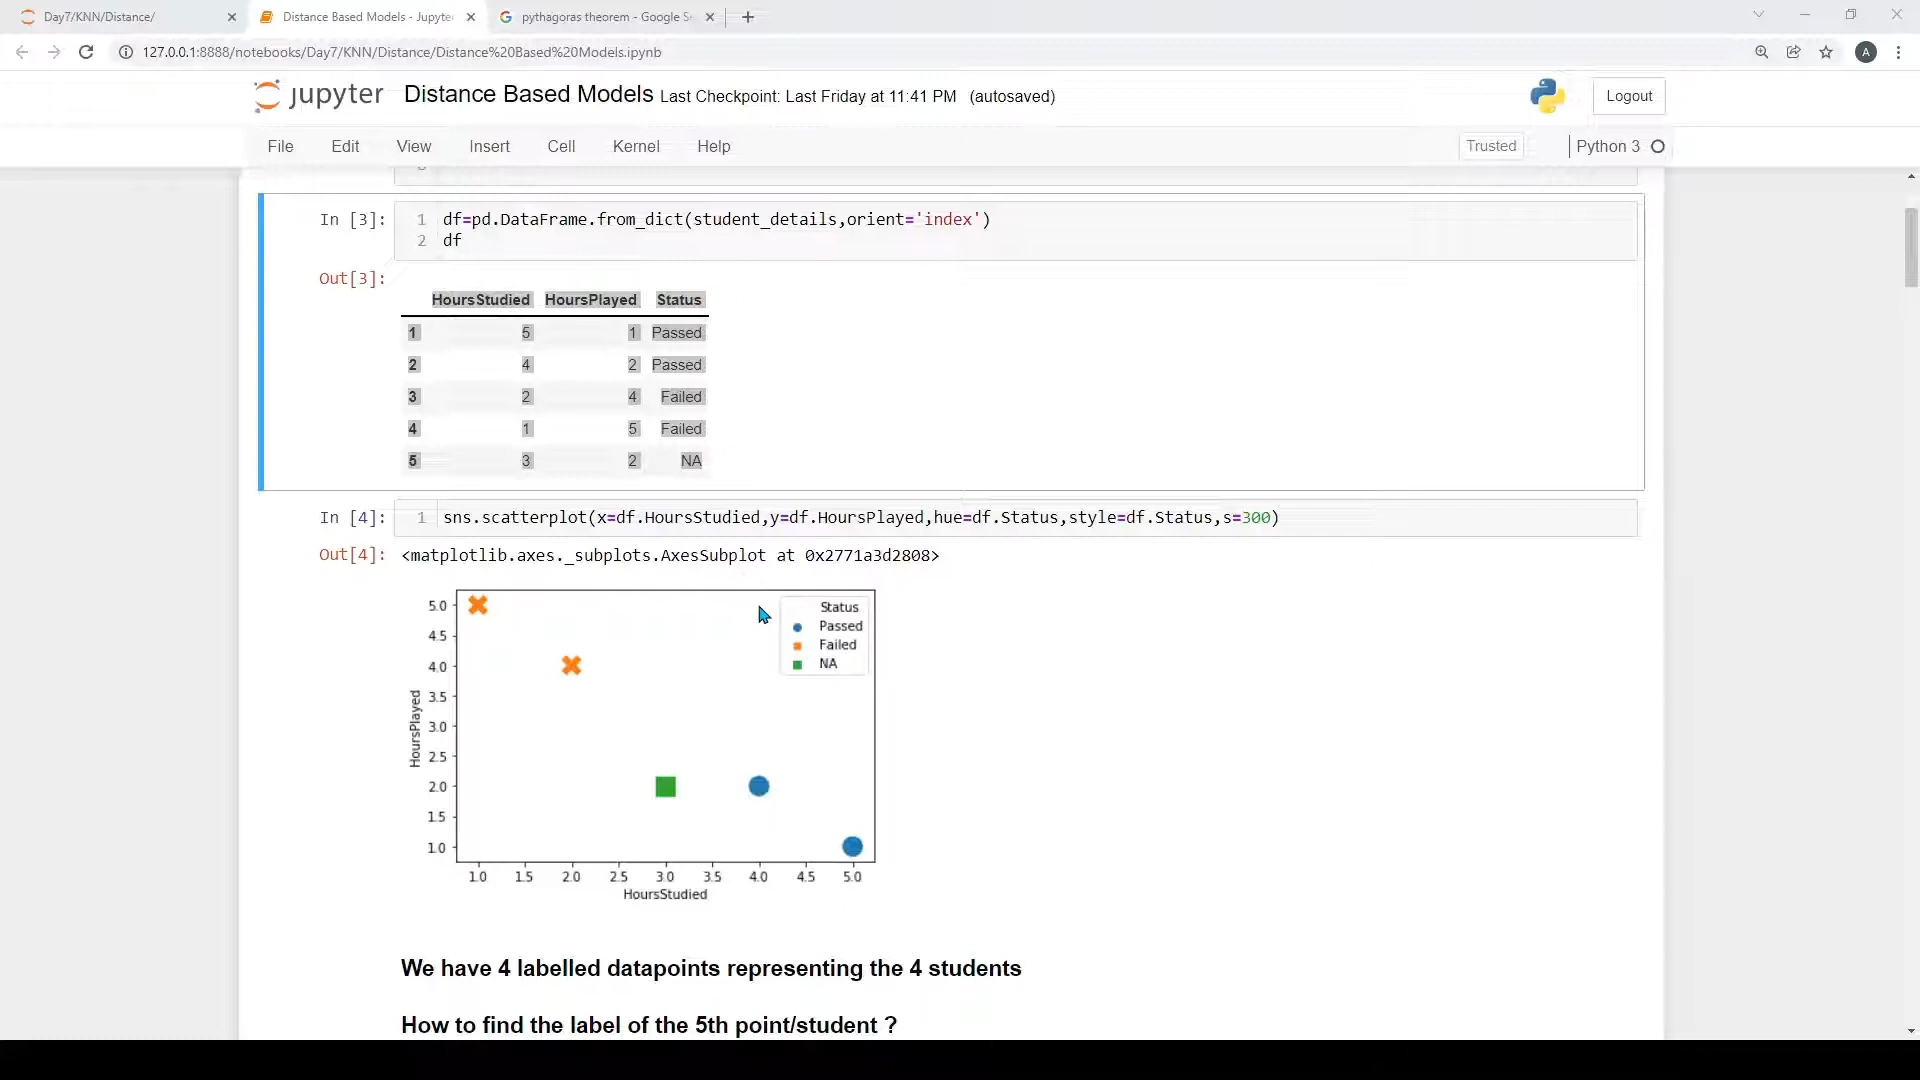 Day7/KNN/Distance/
Distance Based Models - Jupyte
pythagoras theorem - Google S
127.0.0.1:8888/notebooks/Day7/KNN/Distance/Distance%20Based%20Models.ipynb
A
jupyter Distance Based Models Last Checkpoint: Last Friday at 11:41 PM (autosaved)
Logout
File Edit View Insert Cell Kernel Help
Trusted Python 3
In [3]: 1 df=pd.DataFrame.from_dict(student_details,orient='index')
2 df
Out[3]:
HoursStudied HoursPlayed Status
1 5 1 Passed
2 4 2 Passed
3 2 4 Failed
4 1 5 Failed
5 3 2 NA
In [4]: 1 sns.scatterplot(x=df.HoursStudied,y=df.HoursPlayed,hue=df.Status,style=df.Status,s=300)
Out[4]: <matplotlib.axes._subplots.AxesSubplot at 0x2771a3d2808>
Status
Passed
Failed
NA
5.0
4.5
4.0
3.5
3.0
2.5
2.0
1.5
1.0
HoursPlayed
1.0 1.5 2.0 2.5 3.0 3.5 4.0 4.5 5.0
HoursStudied
We have 4 labelled datapoints representing the 4 students
How to find the label of the 5th point/student ?